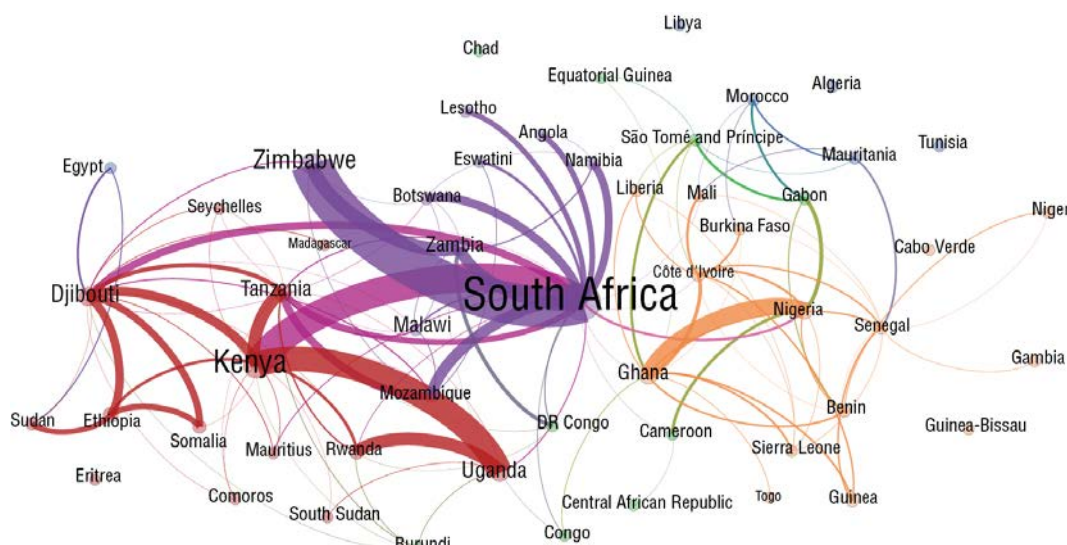 Libya
Chad
Equatorial Guinea
Algeria
Morocco
Lesotho
Angola
São Tomé and Príncipe
Tunisia
Zimbabwe
Eswatini
Namibia
Mauritania
Egypt
Botswana
Liberia
Mali
Gabon
Seychelles
Niger
Burkina Faso
Madagascar
Zambia
Cabo Verde
Côte d'Ivoire
Djibouti
Tanzania
South Africa
Nigeria
Malawi
Senegal
Kenya
Ghana
Gambia
Mozambique
Benin
Sudan
Ethiopia
DR Congo
Cameroon
Guinea-Bissau
Somalia
Mauritius
Rwanda
Sierra Leone
Uganda
Eritrea
Comoros
Central African Republic
Togo
Guinea
South Sudan
Congo
Burundi